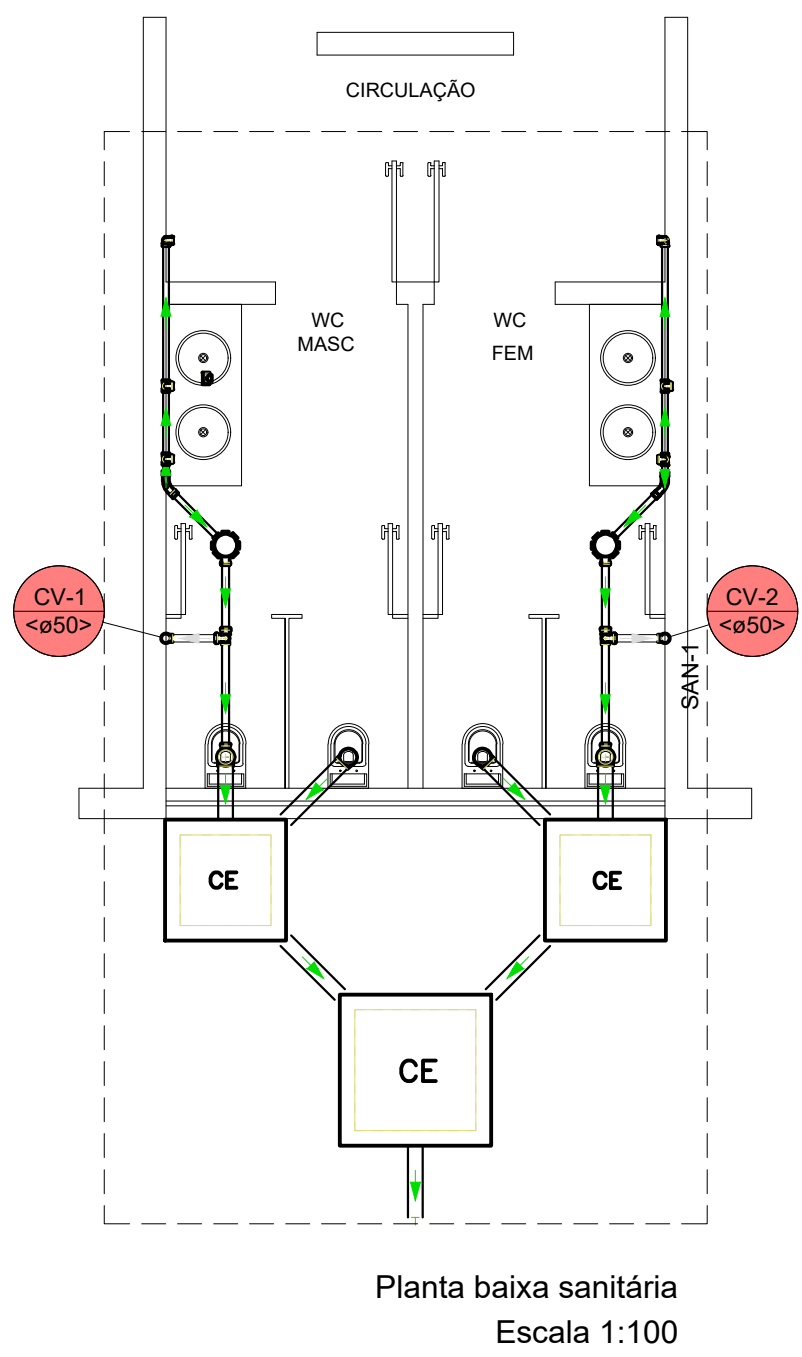 CIRCULAÇÃO
WC
MASC
WC
FEM
CV-1
<ø50>
CV-2
<ø50>
SAN-1
CE
CE
CE
Planta baixa sanitária
Escala 1:100